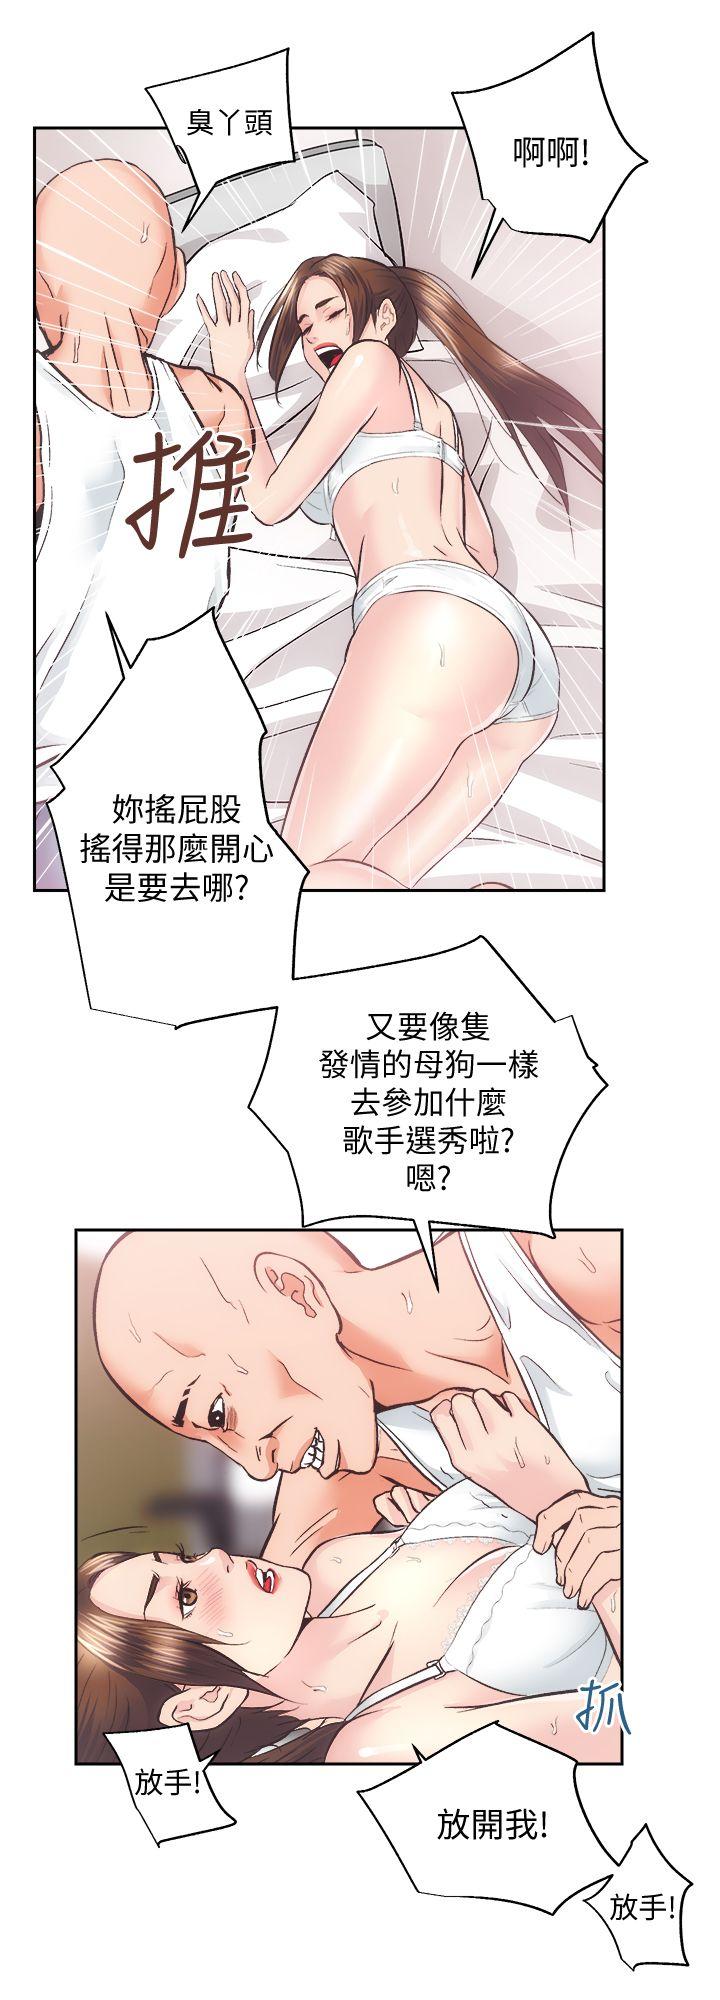 臭丫頭
啊啊!
推
妳搖屁股
搖得那麼開心
是要去哪?
又要像隻
發情的母狗一樣
去參加什麼
歌手選秀啦?
嗯?
抓
放手!
放開我!
放手!